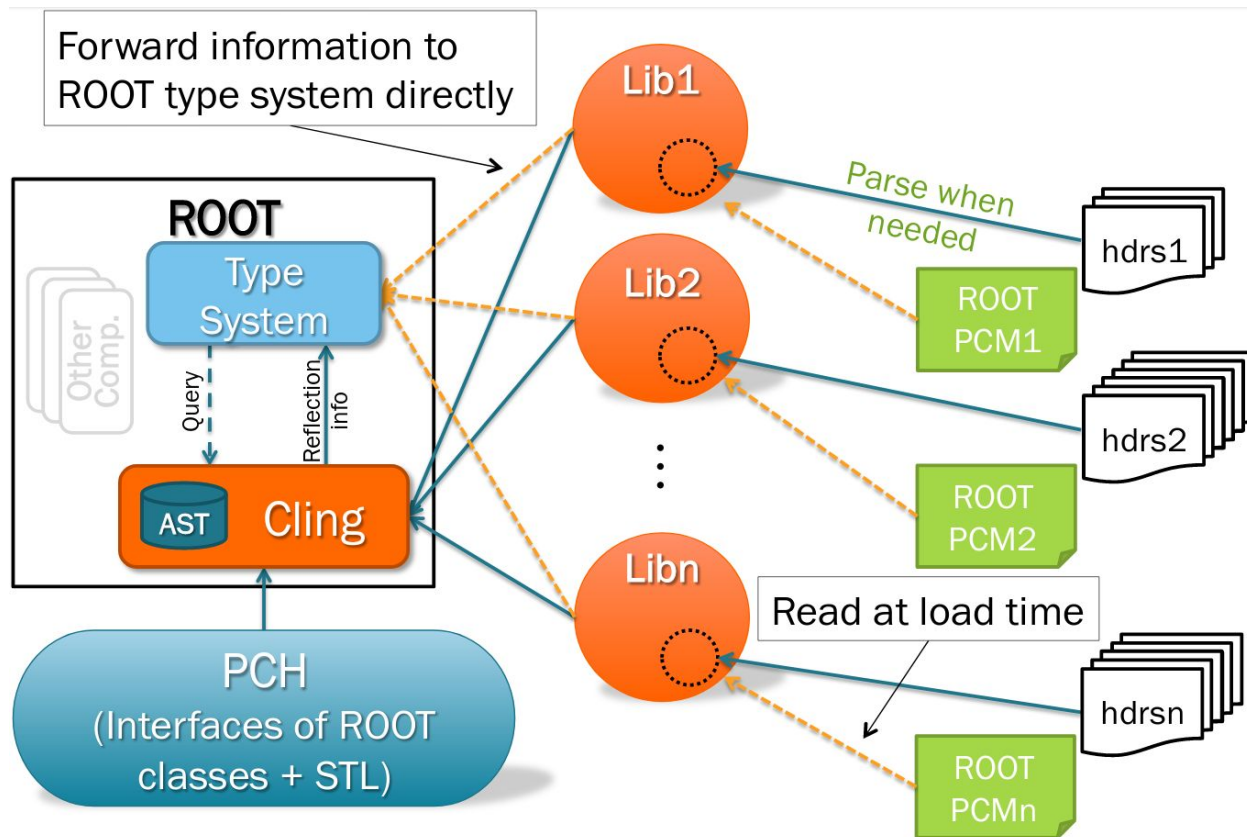 Forward information to
ROOT type system directly
Lib1
Parse when
needed
hdrs1
ROOT
PCM1
ROOT
Type
System
Other
Comp.
Query
Reflection
info
AST
Cling
Lib2
hdrs2
ROOT
PCM2
Libn
Read at load time
hdrsn
ROOT
PCMn
PCH
(Interfaces of ROOT
classes + STL)